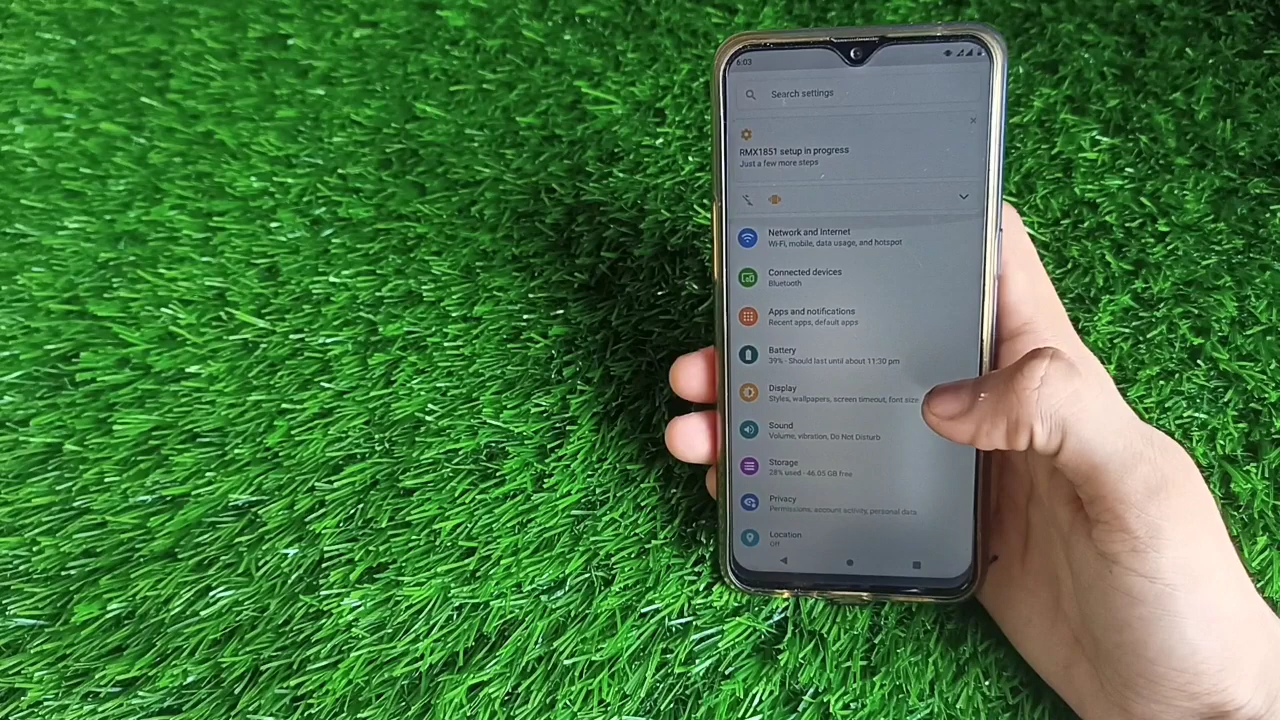 6:03
Search settings
RMX1851 setup in progress
Just a few more steps
Network and Internet
Wi-Fi, mobile, data usage, and hotspot
Connected devices
Bluetooth
Apps and notifications
Recent apps, default apps
Battery
39% - Should last until about 11:30 pm
Display
Styles, wallpapers, screen timeout, font size
Sound
Volume, vibration, Do Not Disturb
Storage
28% used - 46.05 GB free
Privacy
Permissions, account activity, personal data
Location
Off